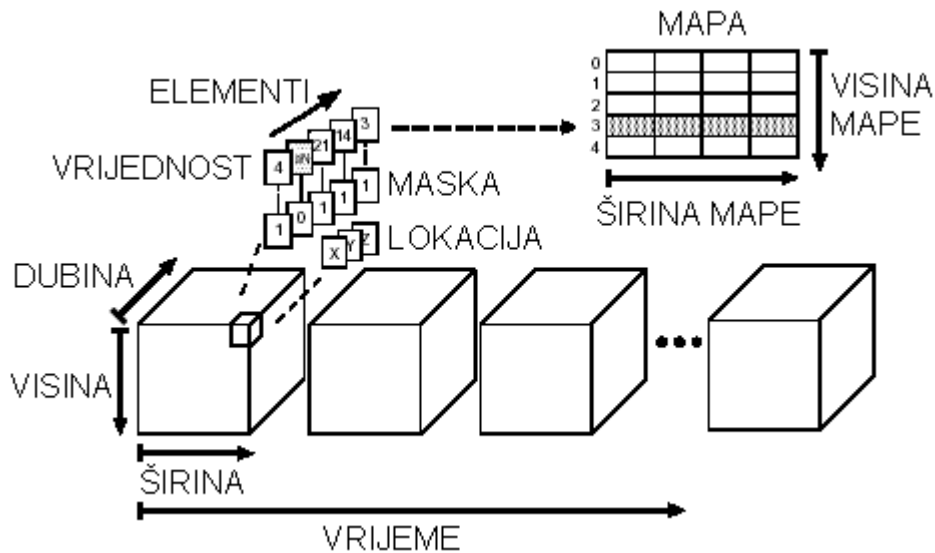 MAPA
0
1
2
3
4
VISINA
MAPE
ŠIRINA MAPE
ELEMENTI
VRIJEDNOST
4
21
14
3
MASKA
1
0
1
1
1
LOKACIJA
X
Y
Z
DUBINA
VISINA
ŠIRINA
VRIJEME